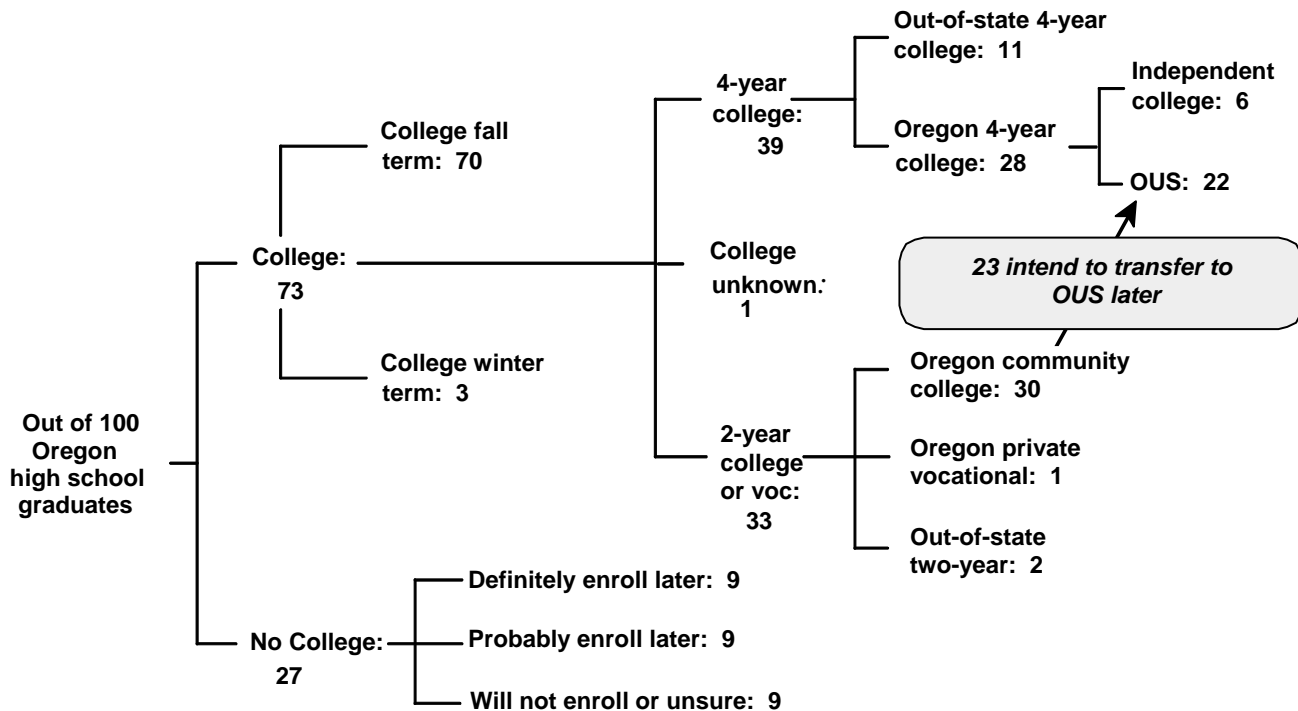 Out of 100
Oregon
high school
graduates
College:
73
College fall
term: 70
College winter
term: 3
4-year
college:
39
College
unknown:
1
2-year
college
or voc:
33
Out-of-state 4-year
college: 11
Oregon 4-year
college: 28
Independent
college: 6
OUS: 22
23 intend to transfer to
OUS later
Oregon community
college: 30
Oregon private
vocational: 1
Out-of-state
two-year: 2
No College:
27
Definitely enroll later: 9
Probably enroll later: 9
Will not enroll or unsure: 9